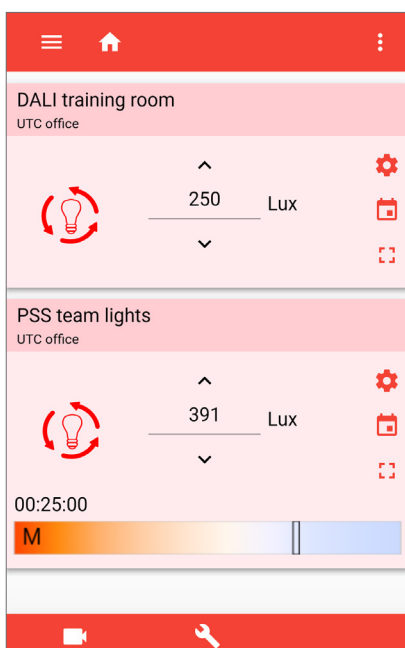 DALI training room
UTC office
250 Lux
PSS team lights
UTC office
391 Lux
00:25:00
M